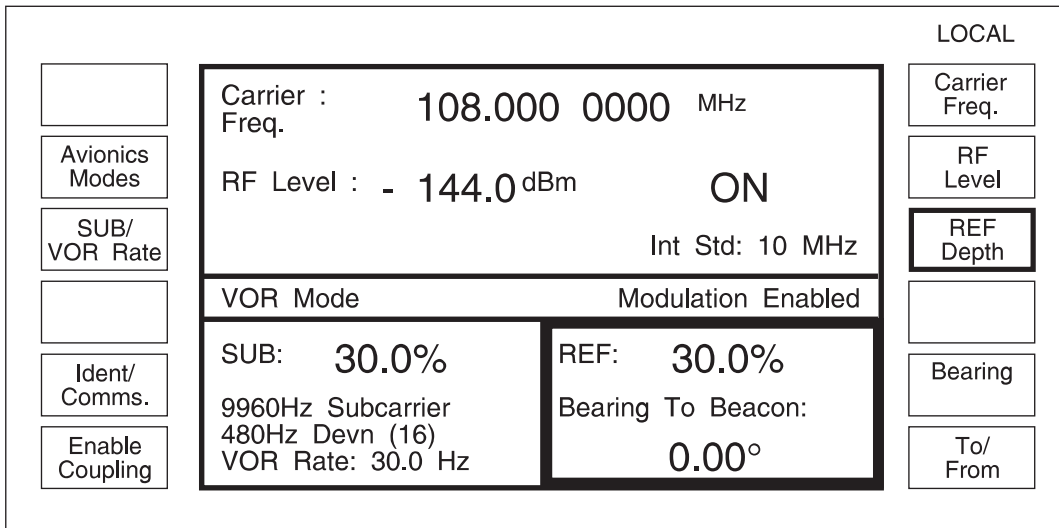 LOCAL
Avionics
Modes
SUB/
VOR Rate
Ident/
Comms.
Enable
Coupling
Carrier :
Freq.
108.000 0000 MHz
RF Level : - 144.0 dBm ON
Int Std: 10 MHz
VOR Mode
Modulation Enabled
SUB: 30.0%
9960Hz Subcarrier
480Hz Devn (16)
VOR Rate: 30.0 Hz
REF: 30.0%
Bearing To Beacon:
0.00°
Carrier
Freq.
RF
Level
REF
Depth
Bearing
To/
From